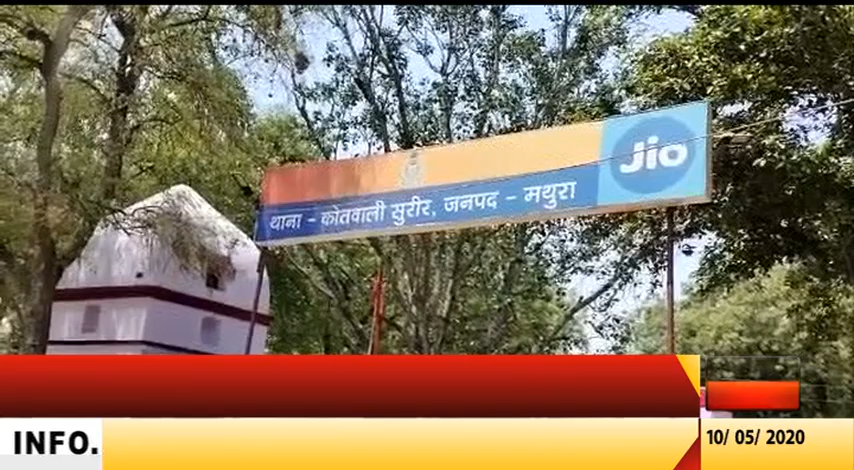 थाना - कोतवाली सुरीर, जनपद - मथुरा
Jio
INFO.
10/ 05/ 2020